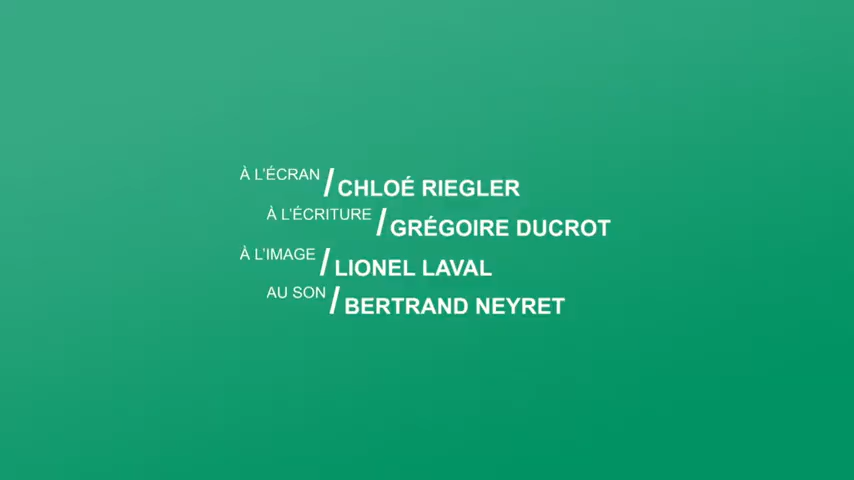 À L'ÉCRAN / CHLOÉ RIEGLER
À L'ÉCRITURE / GRÉGOIRE DUCROT
À L'IMAGE / LIONEL LAVAL
AU SON / BERTRAND NEYRET